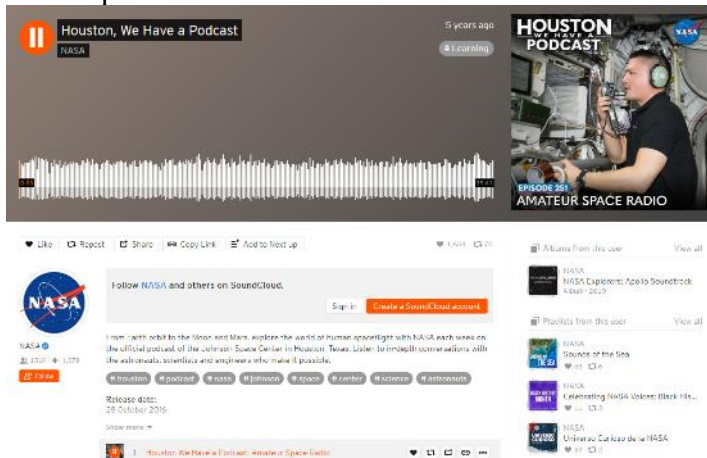 Houston, We Have a Podcast
NASA
5 years ago
# Learning
HOUSTON
WE HAVE A
PODCAST
NASA
EPISODE 251
AMATEUR SPACE RADIO
Like
Repost
Share
Copy Link
Add to Next up
NASA
Follow NASA and others on SoundCloud.
Sign in
Create a SoundCloud account
NASA
Follow
From Earth orbit to the Moon and Mars, explore the world of human spaceflight with NASA each week on
the official podcast of the Johnson Space Center in Houston, Texas. Listen to in-depth conversations with
the astronauts, scientists and engineers who make it possible.
# houston
# podcast
# nasa
# johnson
# space
# center
# science
# astronauts
Release date:
28 October 2016
Show more
1 Houston We Have a Podcast: Amateur Space Radio
Albums from this user
View all
NASA
NASA Explorers: Apollo Soundtrack
Album · 2019
Playlists from this user
View all
NASA
Sounds of the Sea
NASA
Celebrating NASA Voices: Black His...
NASA
Universo Curioso de la NASA